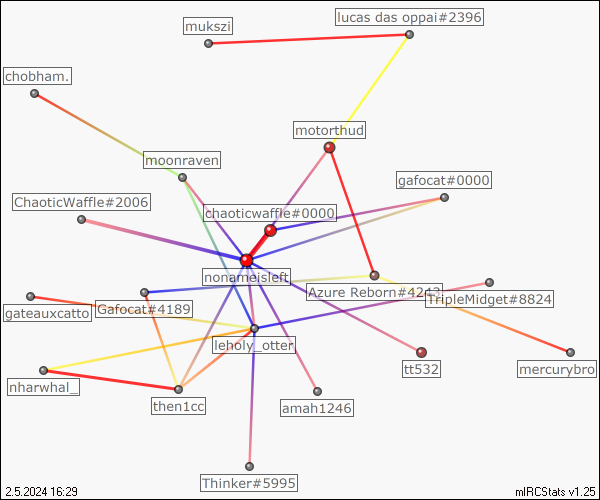 lucas das oppai#2396
mukszi
chobham.
motorthud
moonraven
gafocat#0000
ChaoticWaffle#2006
chaoticwaffle#0000
nonameisleft
Azure Reborn#4243
TripleMidget#8824
Gafocat#4189
gateauxcatto
leholy_otter
tt532
mercurybro
nharwhal_
then1cc
amah1246
Thinker#5995
2.5.2024 16:29
mIRCStats v1.25